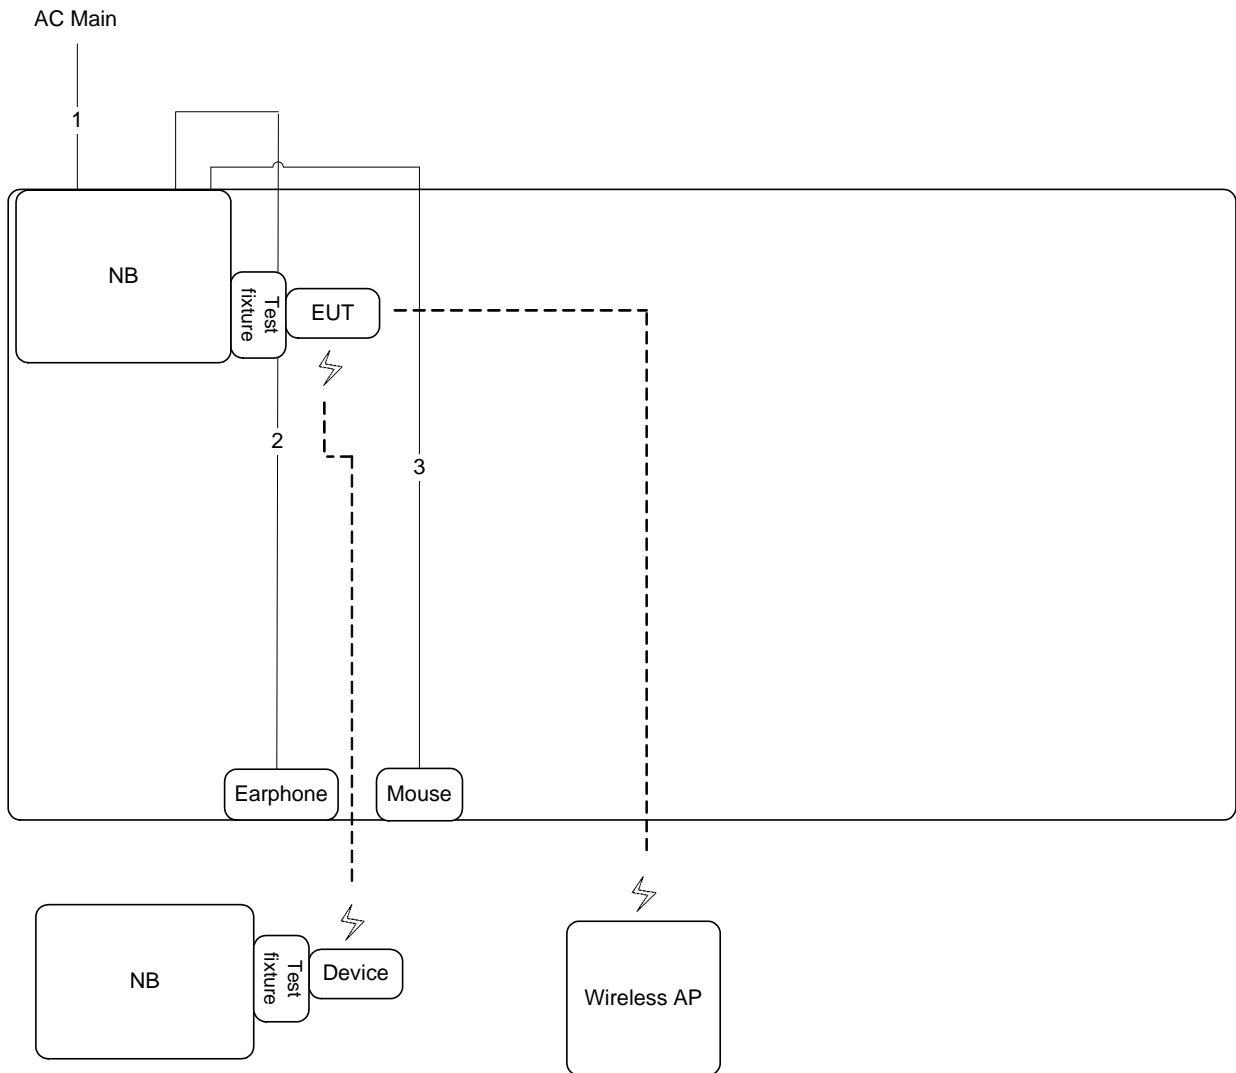 AC Main
1
NB
Test
fixture
EUT
2
3
Earphone
Mouse
NB
Test
fixture
Device
Wireless AP